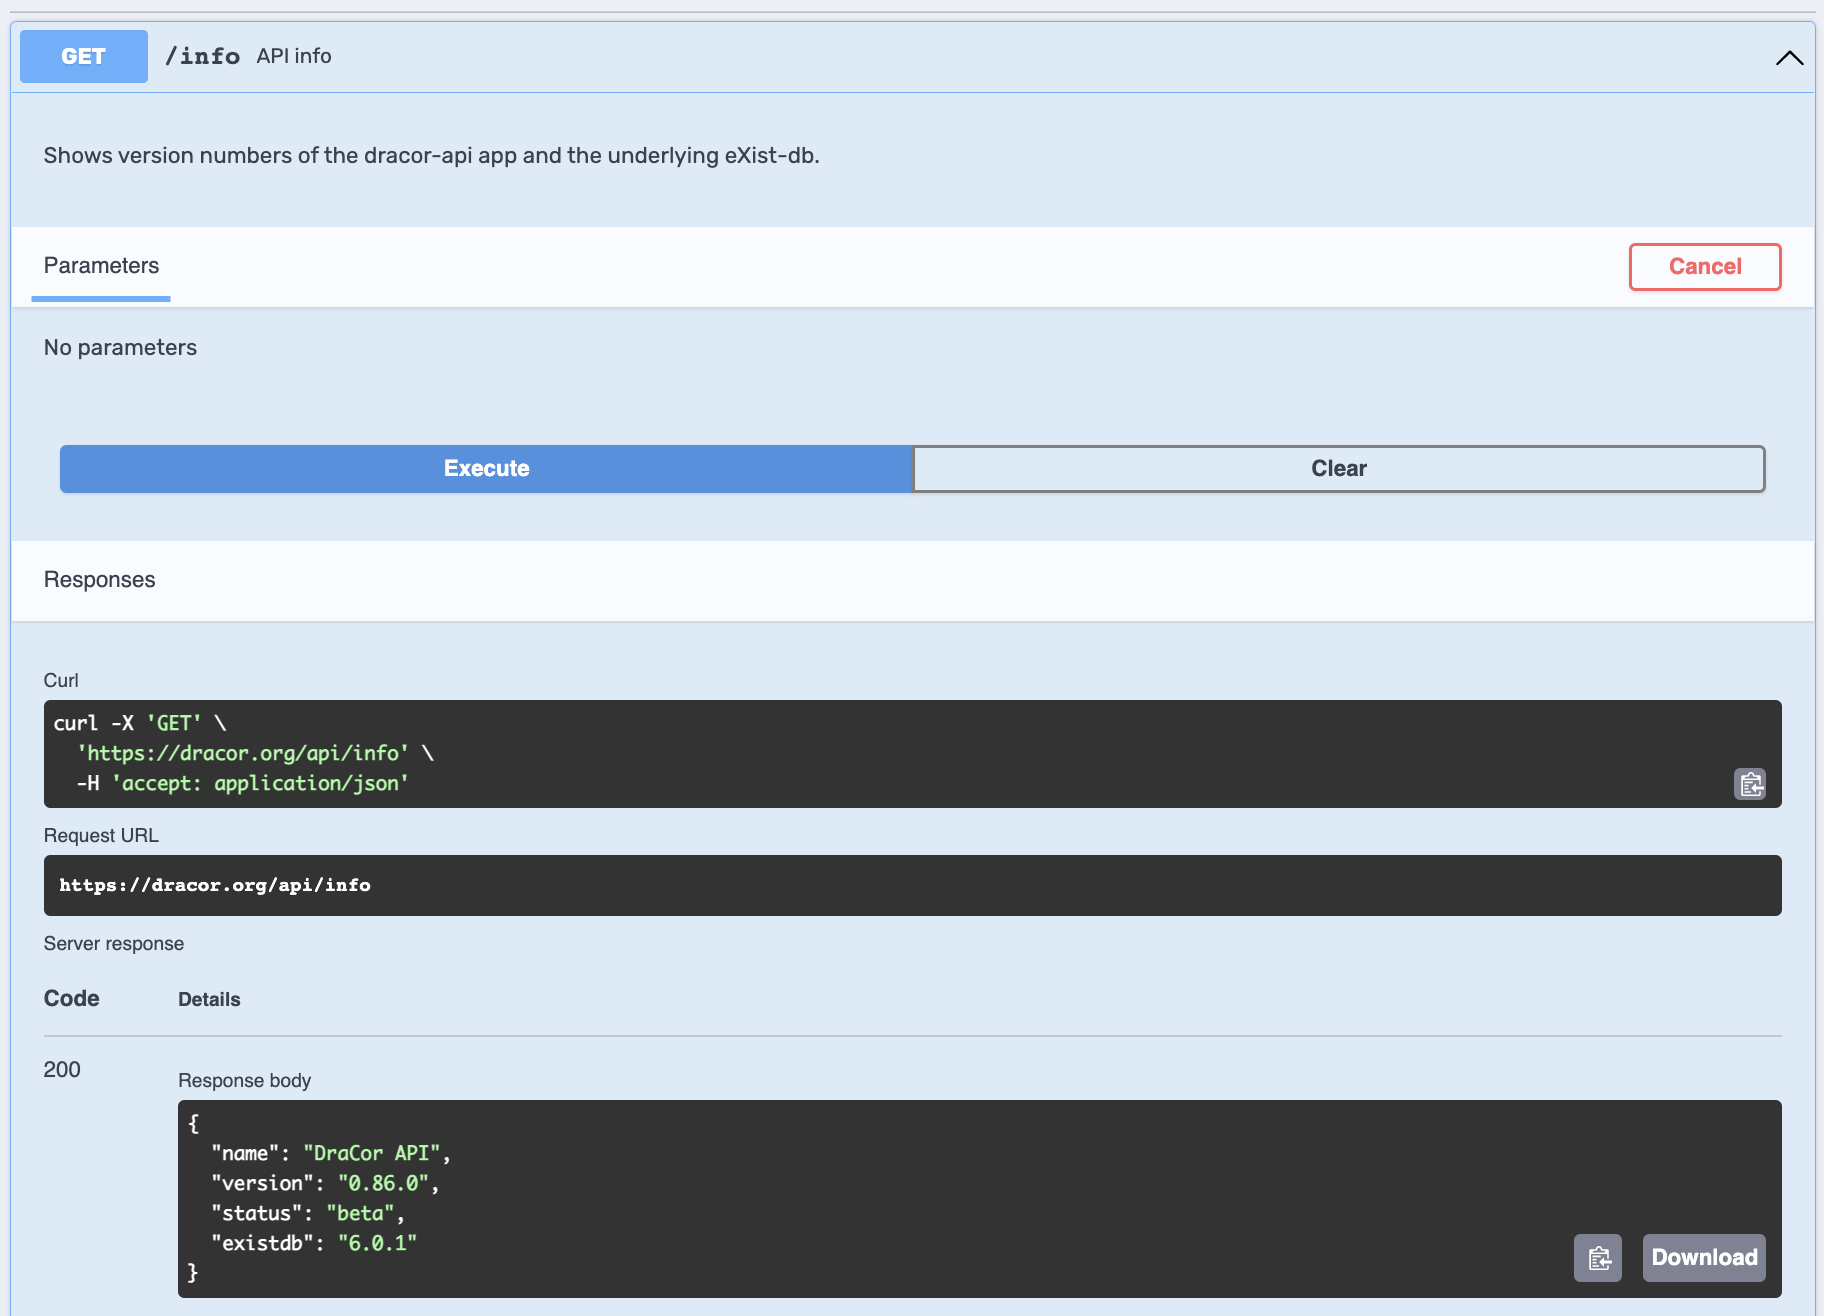 GET /info API info
Shows version numbers of the dracor-api app and the underlying eXist-db.
Parameters
Cancel
No parameters
Execute
Clear
Responses
Curl
curl -X 'GET' \
  'https://dracor.org/api/info' \
  -H 'accept: application/json'
Request URL
https://dracor.org/api/info
Server response
Code Details
200
Response body
{
  "name": "DraCor API",
  "version": "0.86.0",
  "status": "beta",
  "existdb": "6.0.1"
}
Download